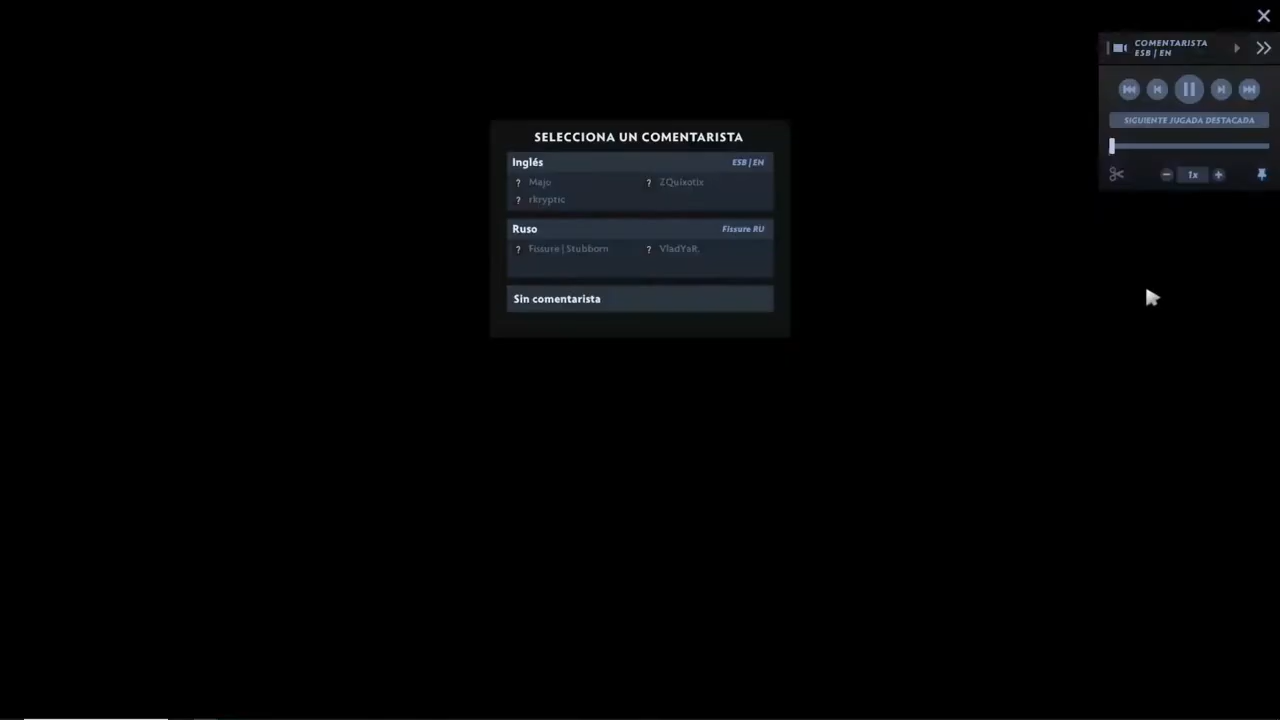 COMENTARISTA
ESB | EN
SIGUIENTE JUGADA DESTACADA
1x
SELECCIONA UN COMENTARISTA
Inglés ESB | EN
? Majo ? ZQuixotix
? rkryptic
Ruso Fissure RU
? Fissure | Stubborn ? VladYaR.
Sin comentarista